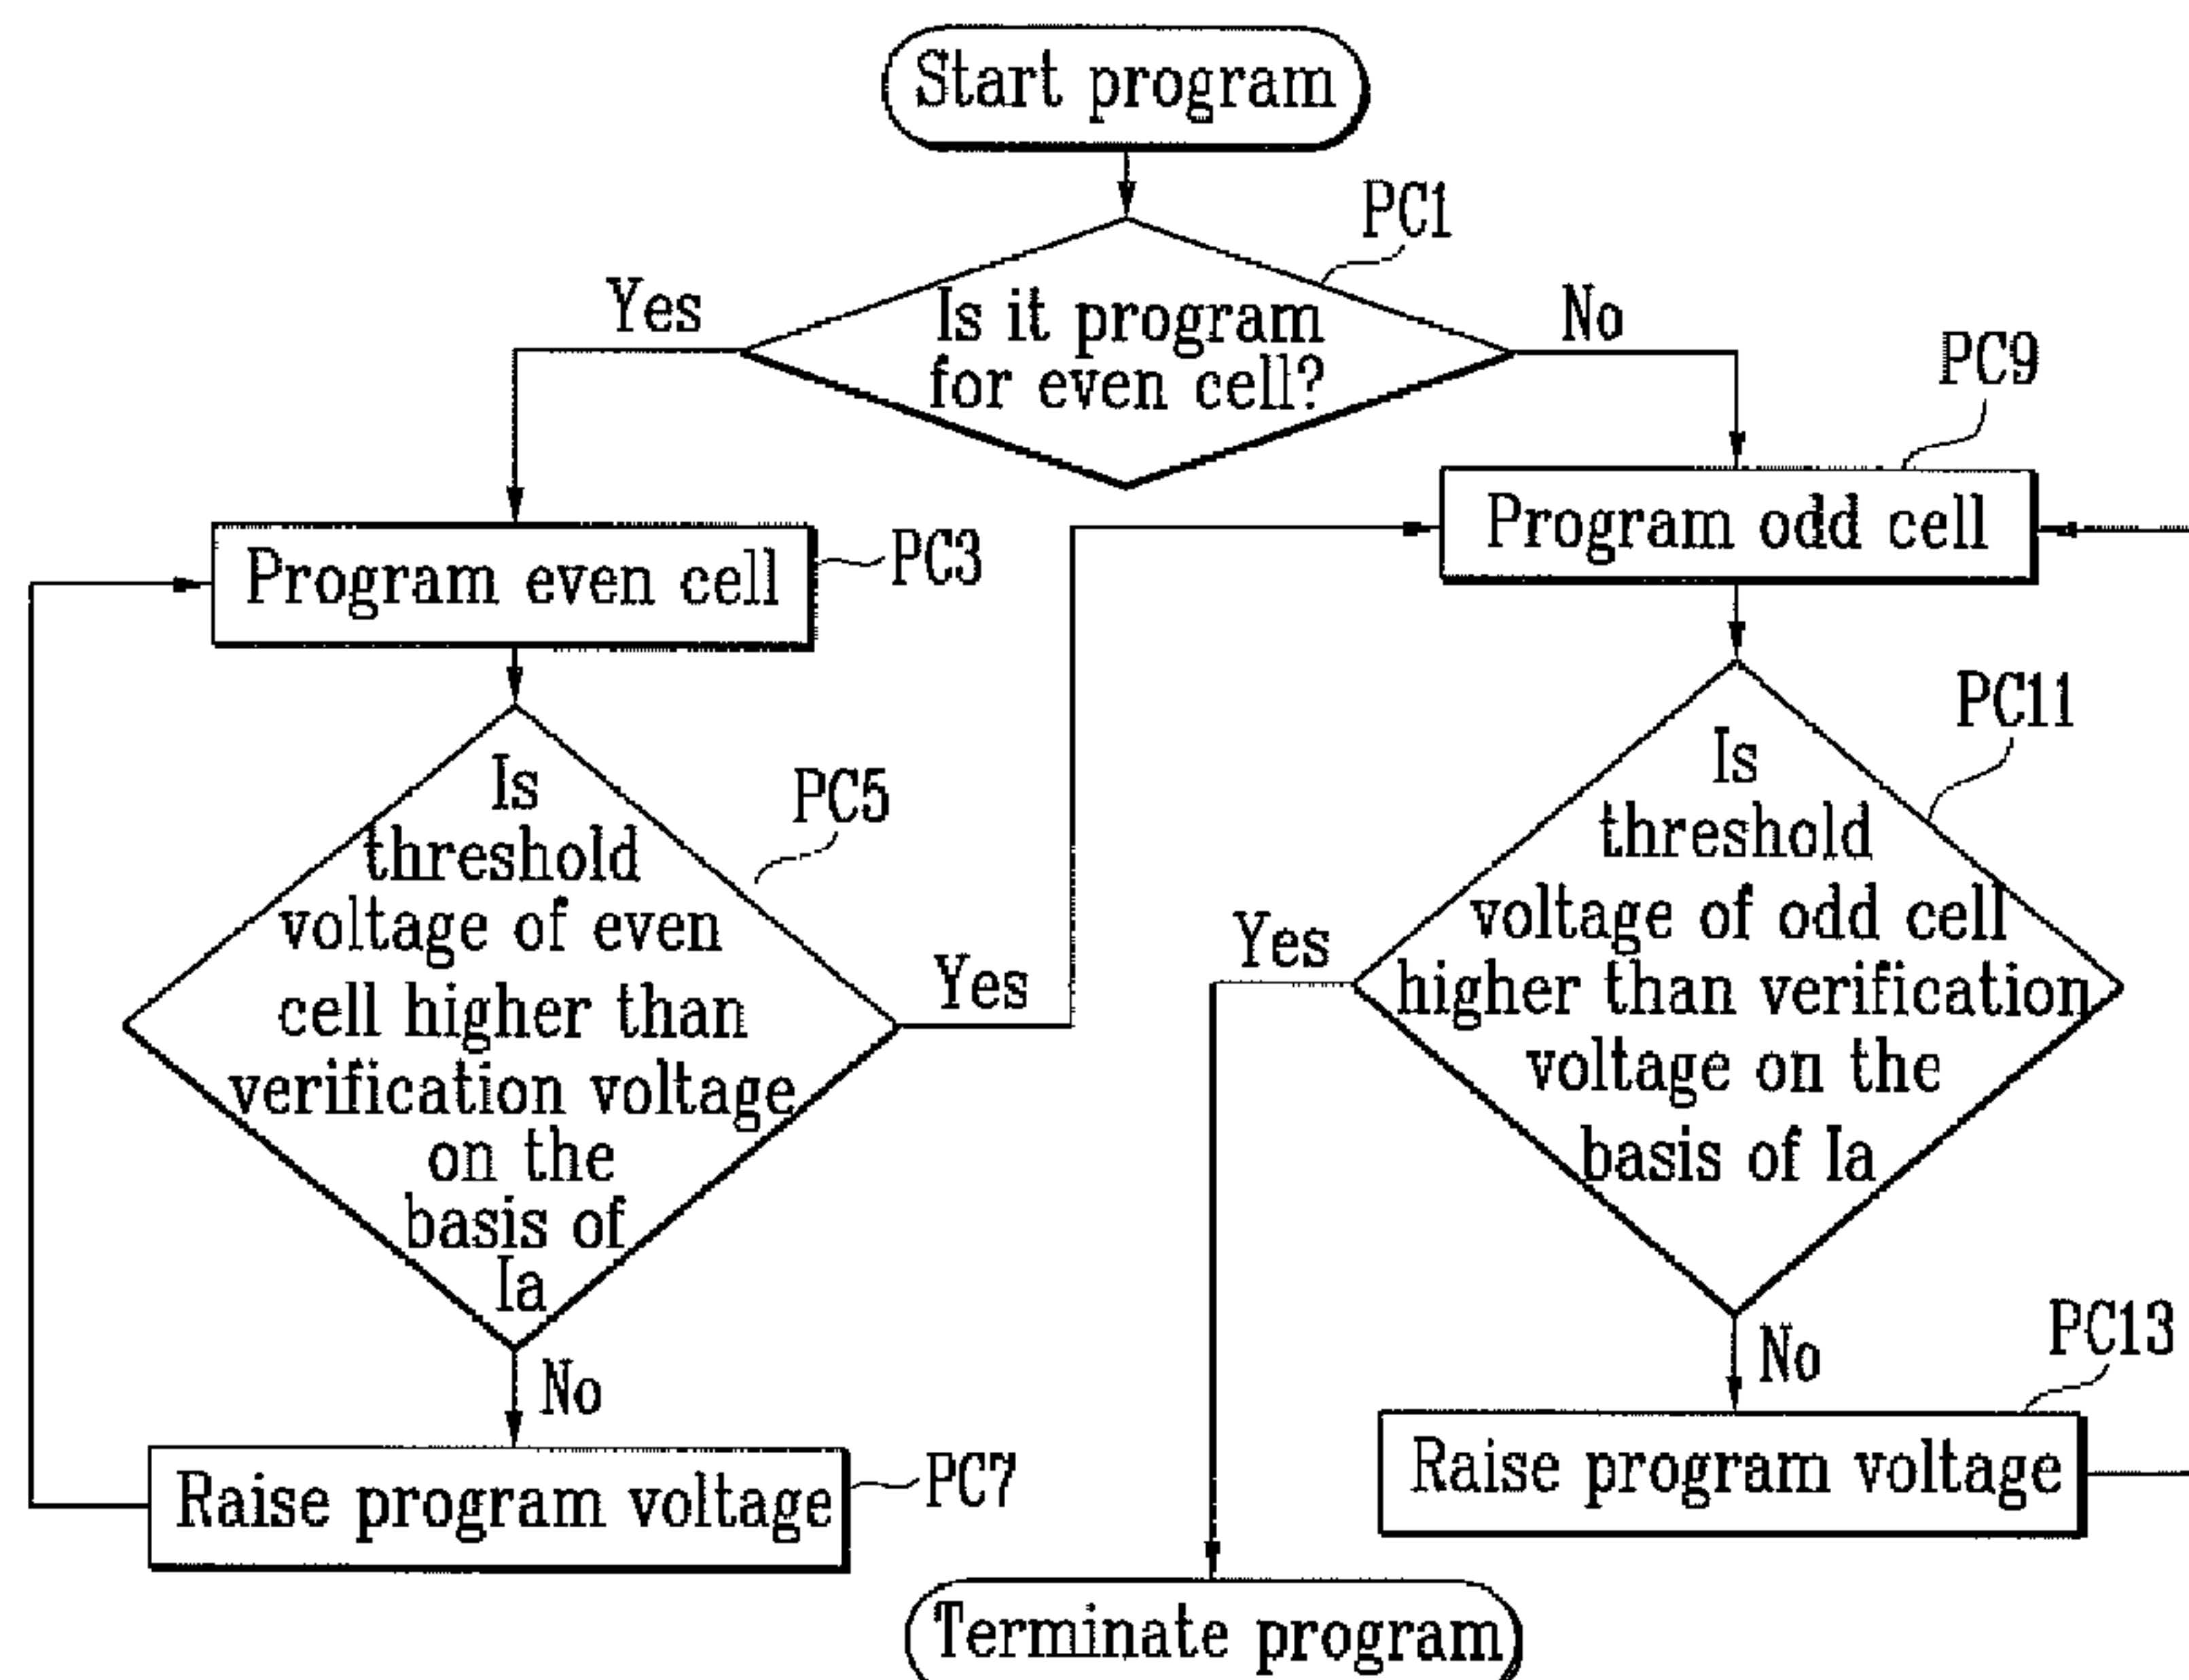 Start program
PC1
Is it program
for even cell?
Yes
No
PC9
Program even cell
PC3
Program odd cell
Is
threshold
voltage of even
cell higher than
verification voltage
on the
basis of
Ia
PC5
Yes
No
Raise program voltage
PC7
PC11
Is
threshold
voltage of odd cell
higher than verification
voltage on the
basis of Ia
Yes
No
PC13
Raise program voltage
Terminate program